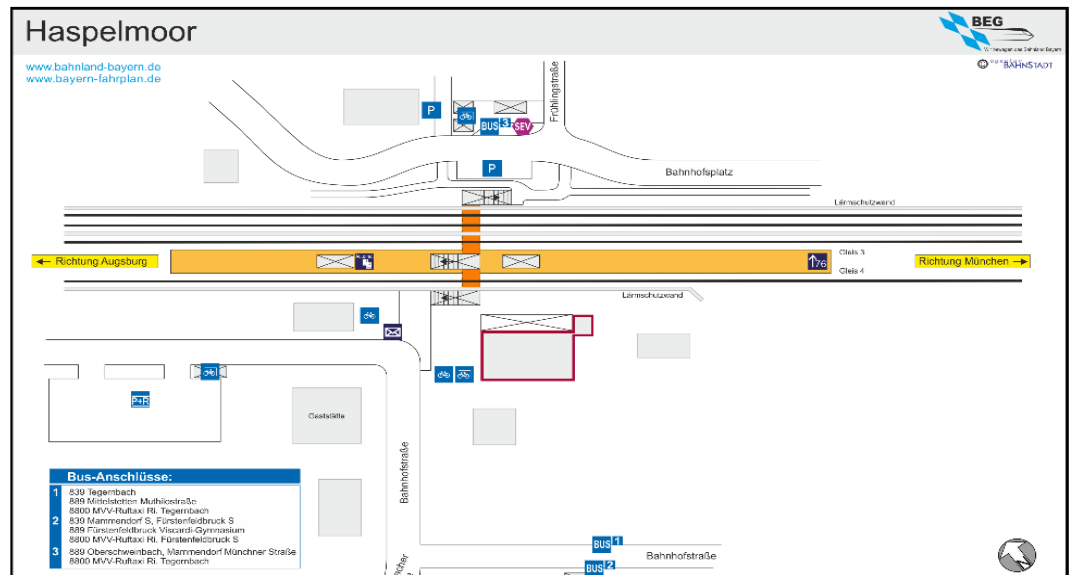 Haspelmoor
BEG
www.bahnland-bayern.de
www.bayern-fahrplan.de
BAHNSTADT
P
Frühlingstraße
BUS 3 SEV
P
Bahnhofsplatz
Lärmschutzwand
Gleis 3
← Richtung Augsburg
76
Richtung München →
Gleis 4
Lärmschutzwand
P+R
Gaststätte
Bahnhofstraße
Bus-Anschlüsse:
1 839 Tegernbach
889 Mittelstetten Muthilostraße
8800 MVV-Ruftaxi Ri. Tegernbach
2 839 Mammendorf S, Fürstenfeldbruck S
889 Fürstenfeldbruck Viscardi-Gymnasium
8800 MVV-Ruftaxi Ri. Fürstenfeldbruck S
3 889 Oberschweinbach, Mammendorf Münchner Straße
8800 MVV-Ruftaxi Ri. Tegernbach
BUS 1
Bahnhofstraße
BUS 2